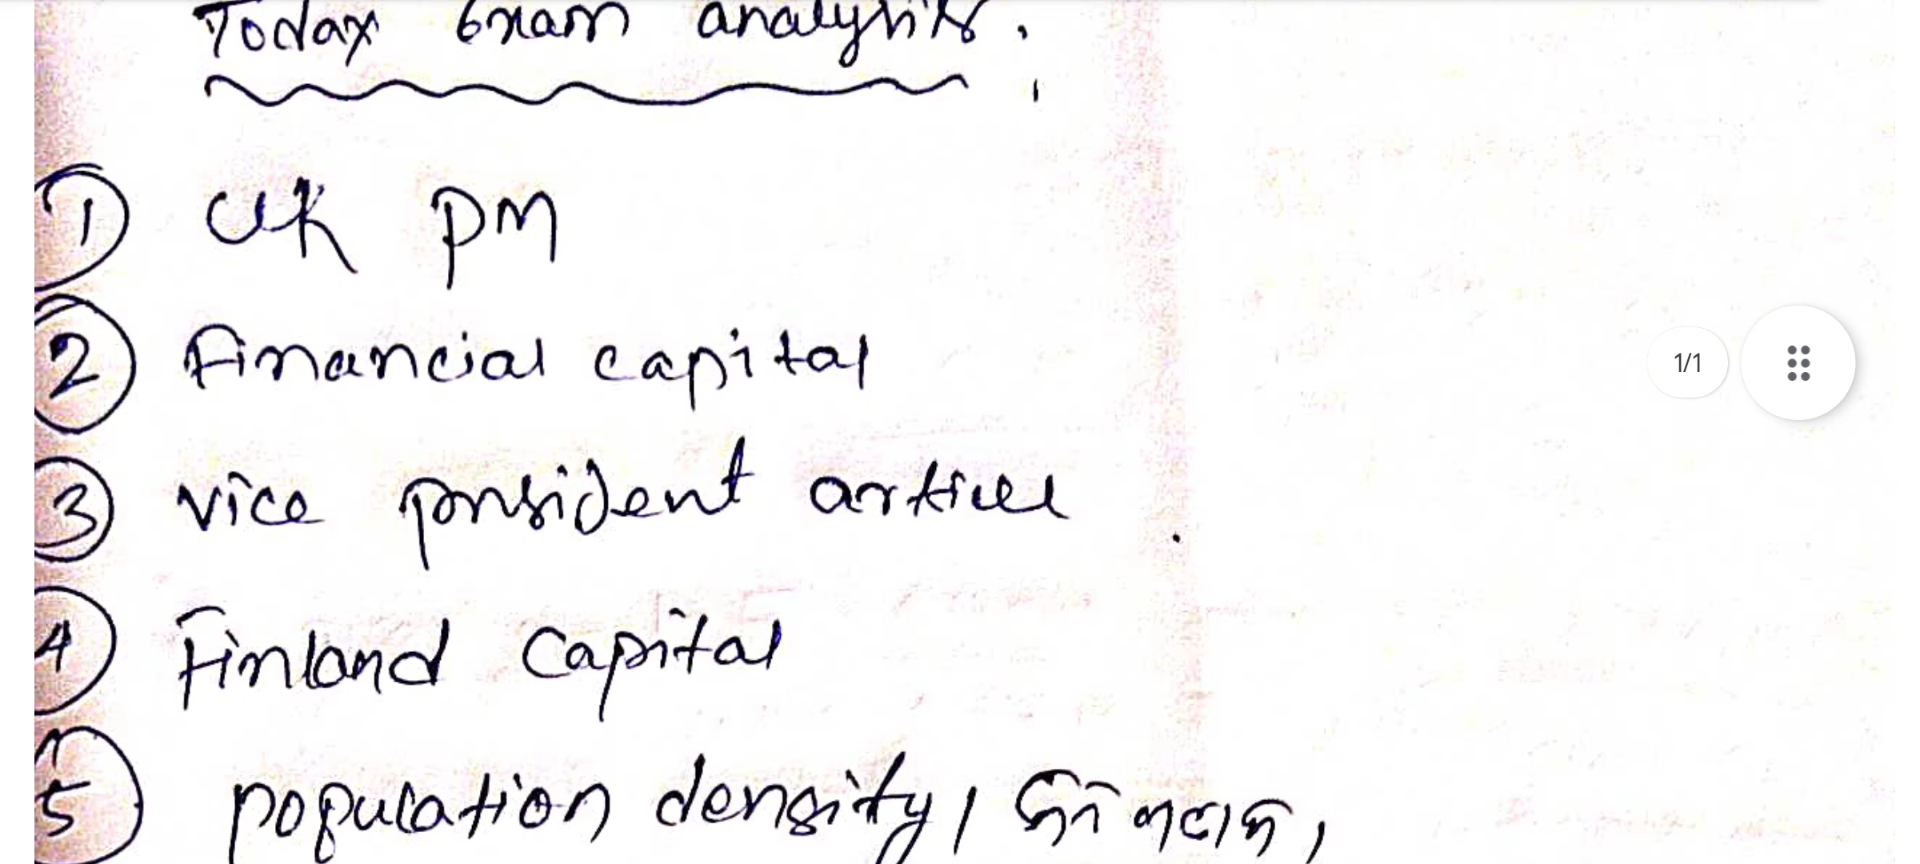 Today Exam analysis.
① UK PM
② Financial capital
③ Vice president article
1/1
④ Finland Capital
⑤ population density,